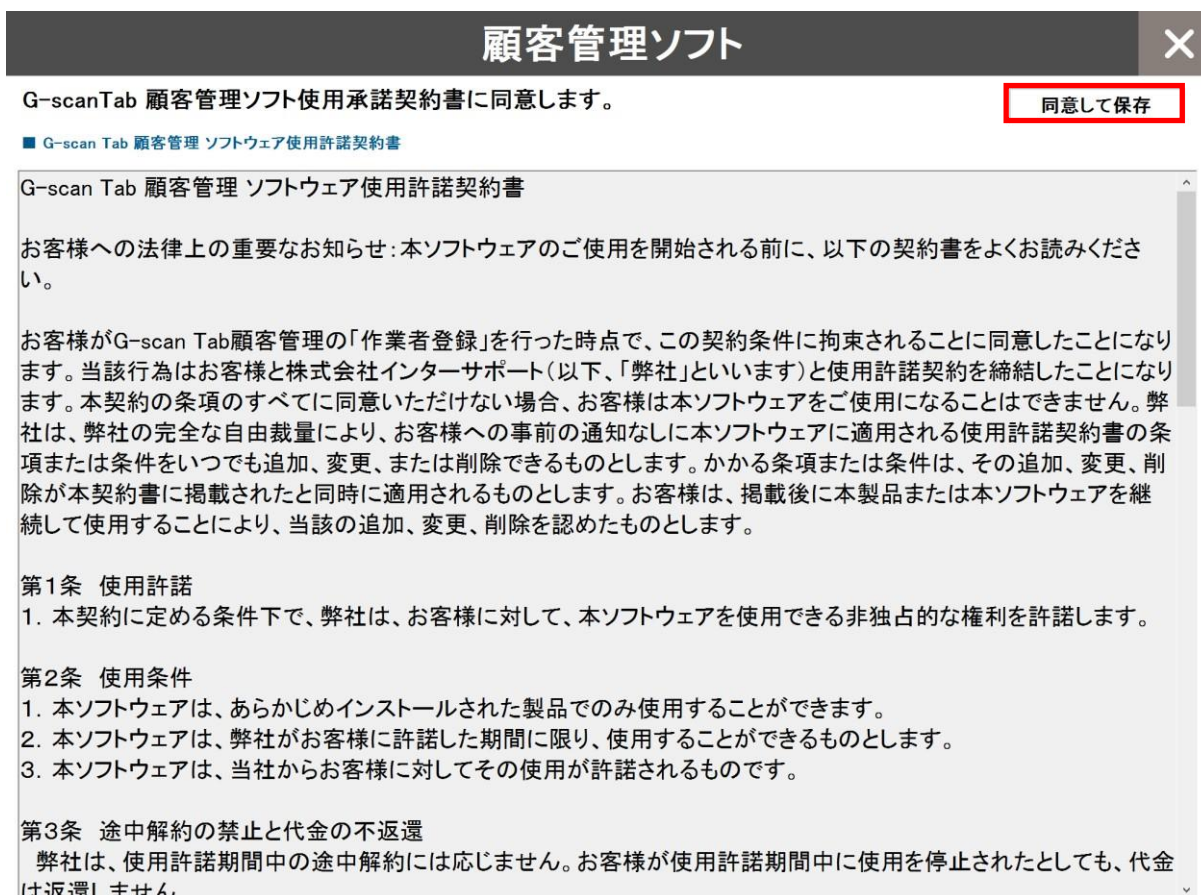 顧客管理ソフト
G-scanTab 顧客管理ソフト使用承諾契約書に同意します。
同意して保存
■ G-scan Tab 顧客管理 ソフトウェア使用許諾契約書
G-scan Tab 顧客管理 ソフトウェア使用許諾契約書
お客様への法律上の重要なお知らせ：本ソフトウェアのご使用を開始される前に、以下の契約書をよくお読みくださ
い。
お客様がG-scan Tab顧客管理の「作業者登録」を行った時点で、この契約条件に拘束されることに同意したことになり
ます。当該行為はお客様と株式会社インターサポート（以下、「弊社」といいます）と使用許諾契約を締結したことになり
ます。本契約の条項のすべてに同意いただけない場合、お客様は本ソフトウェアをご使用になることはできません。弊
社は、弊社の完全な自由裁量により、お客様への事前の通知なしに本ソフトウェアに適用される使用許諾契約書の条
項または条件をいつでも追加、変更、または削除できるものとします。かかる条項または条件は、その追加、変更、削
除が本契約書に掲載されたと同時に適用されるものとします。お客様は、掲載後に本製品または本ソフトウェアを継
続して使用することにより、当該の追加、変更、削除を認めたものとします。
第1条 使用許諾
1. 本契約に定める条件下で、弊社は、お客様に対して、本ソフトウェアを使用できる非独占的な権利を許諾します。
第2条 使用条件
1. 本ソフトウェアは、あらかじめインストールされた製品でのみ使用することができます。
2. 本ソフトウェアは、弊社がお客様に許諾した期間に限り、使用することができるものとします。
3. 本ソフトウェアは、当社からお客様に対してその使用が許諾されるものです。
第3条 途中解約の禁止と代金の不返還
弊社は、使用許諾期間中の途中解約には応じません。お客様が使用許諾期間中に使用を停止されたとしても、代金
は返還しません